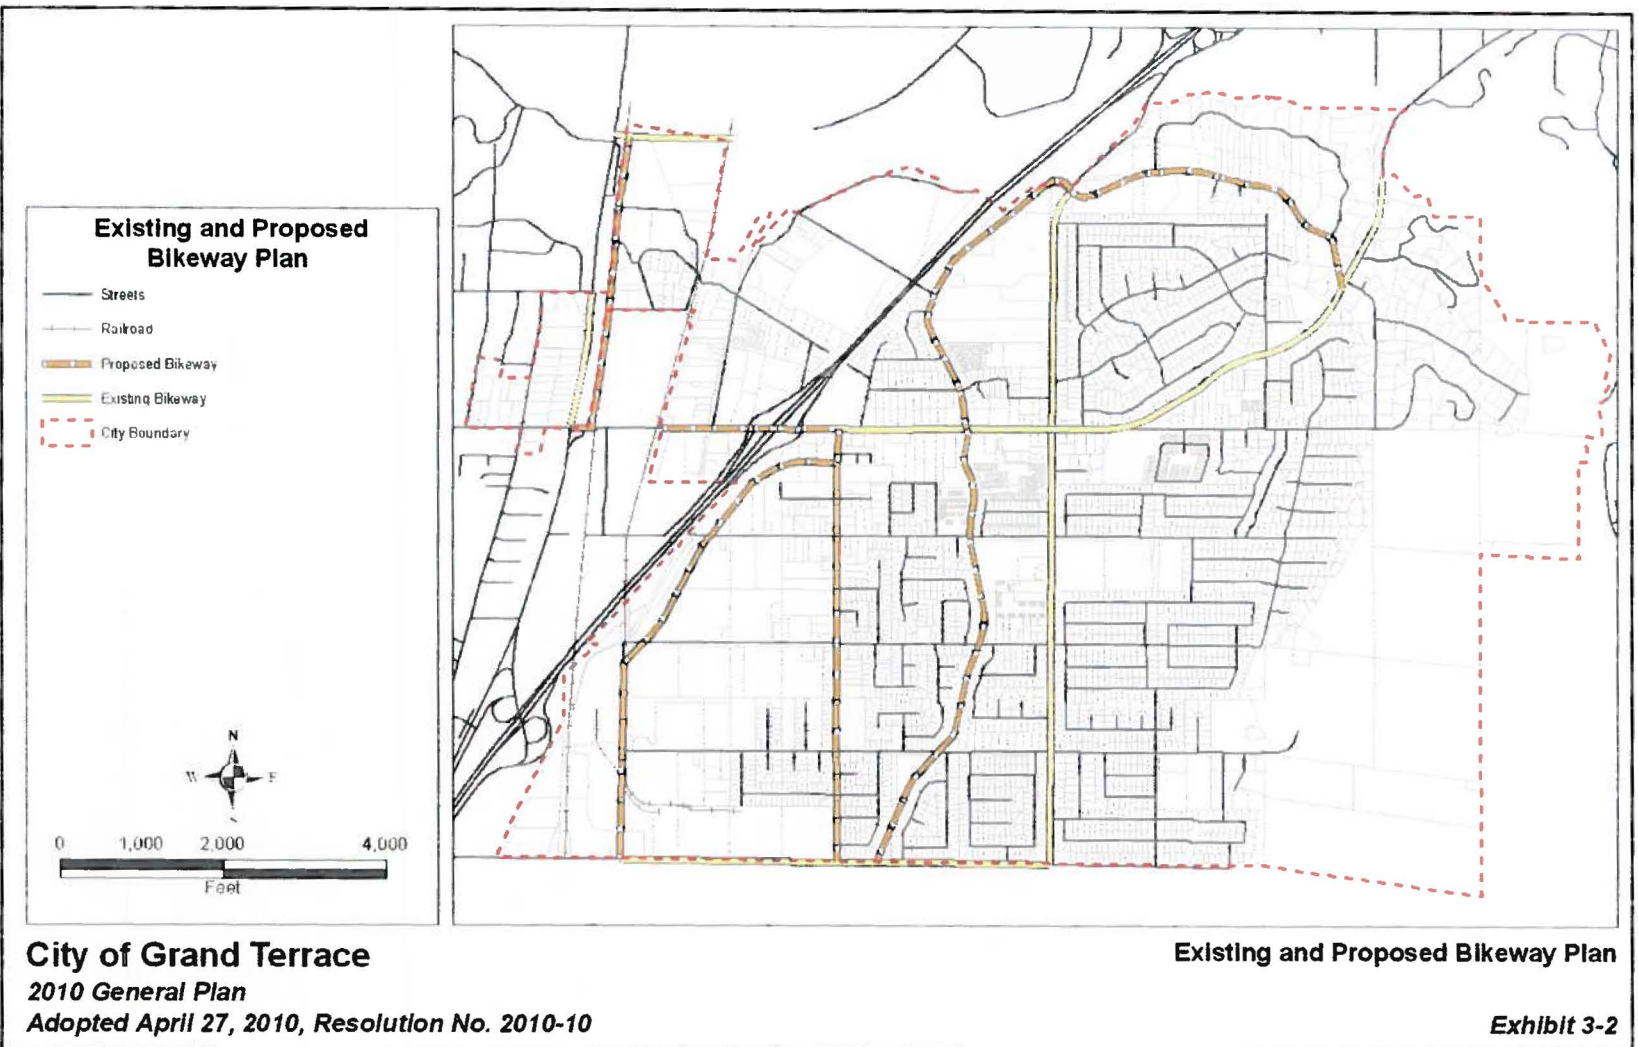 Existing and Proposed
Bikeway Plan
Streets
Railroad
Proposed Bikeway
Existing Bikeway
City Boundary
N
W
E
0 1,000 2,000 4,000
Feet
City of Grand Terrace
2010 General Plan
Adopted April 27, 2010, Resolution No. 2010-10
Existing and Proposed Bikeway Plan
Exhibit 3-2